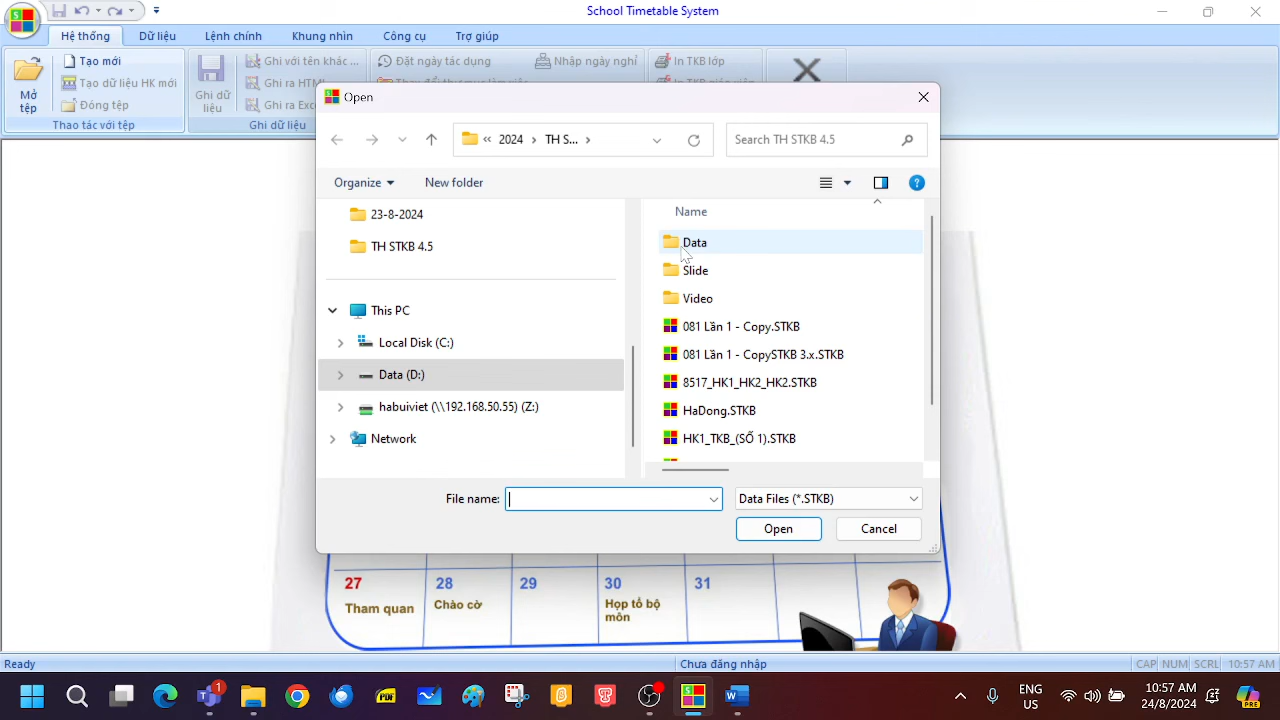 School Timetable System
Hệ thống
Dữ liệu
Lệnh chính
Khung nhìn
Công cụ
Trợ giúp
Mở tệp
Tạo mới
Tạo dữ liệu HK mới
Đóng tệp
Thao tác với tệp
Ghi dữ liệu
Ghi với tên khác ...
Ghi ra HTML
Ghi ra
Ghi dữ liệu
Đặt ngày tác dụng
Nhập ngày nghỉ
In TKB lớp
Open
2024
TH S...
Search TH STKB 4.5
Organize
New folder
23-8-2024
TH STKB 4.5
This PC
Local Disk (C:)
Data (D:)
habuiviet (\\192.168.50.55) (Z:)
Network
Name
Data
Slide
Video
081 Lần 1 - Copy.STKB
081 Lần 1 - CopySTKB 3.x.STKB
8517_HK1_HK2_HK2.STKB
HaDong.STKB
HK1_TKB_(SỐ 1).STKB
File name:
Data Files (*.STKB)
Open
Cancel
27
28
29
30
31
Tham quan
Chào cờ
Họp tổ bộ
môn
Ready
Chưa đăng nhập
CAP NUM SCRL 10:57 AM
1
PDF
ENG
US
10:57 AM
24/8/2024
PRE